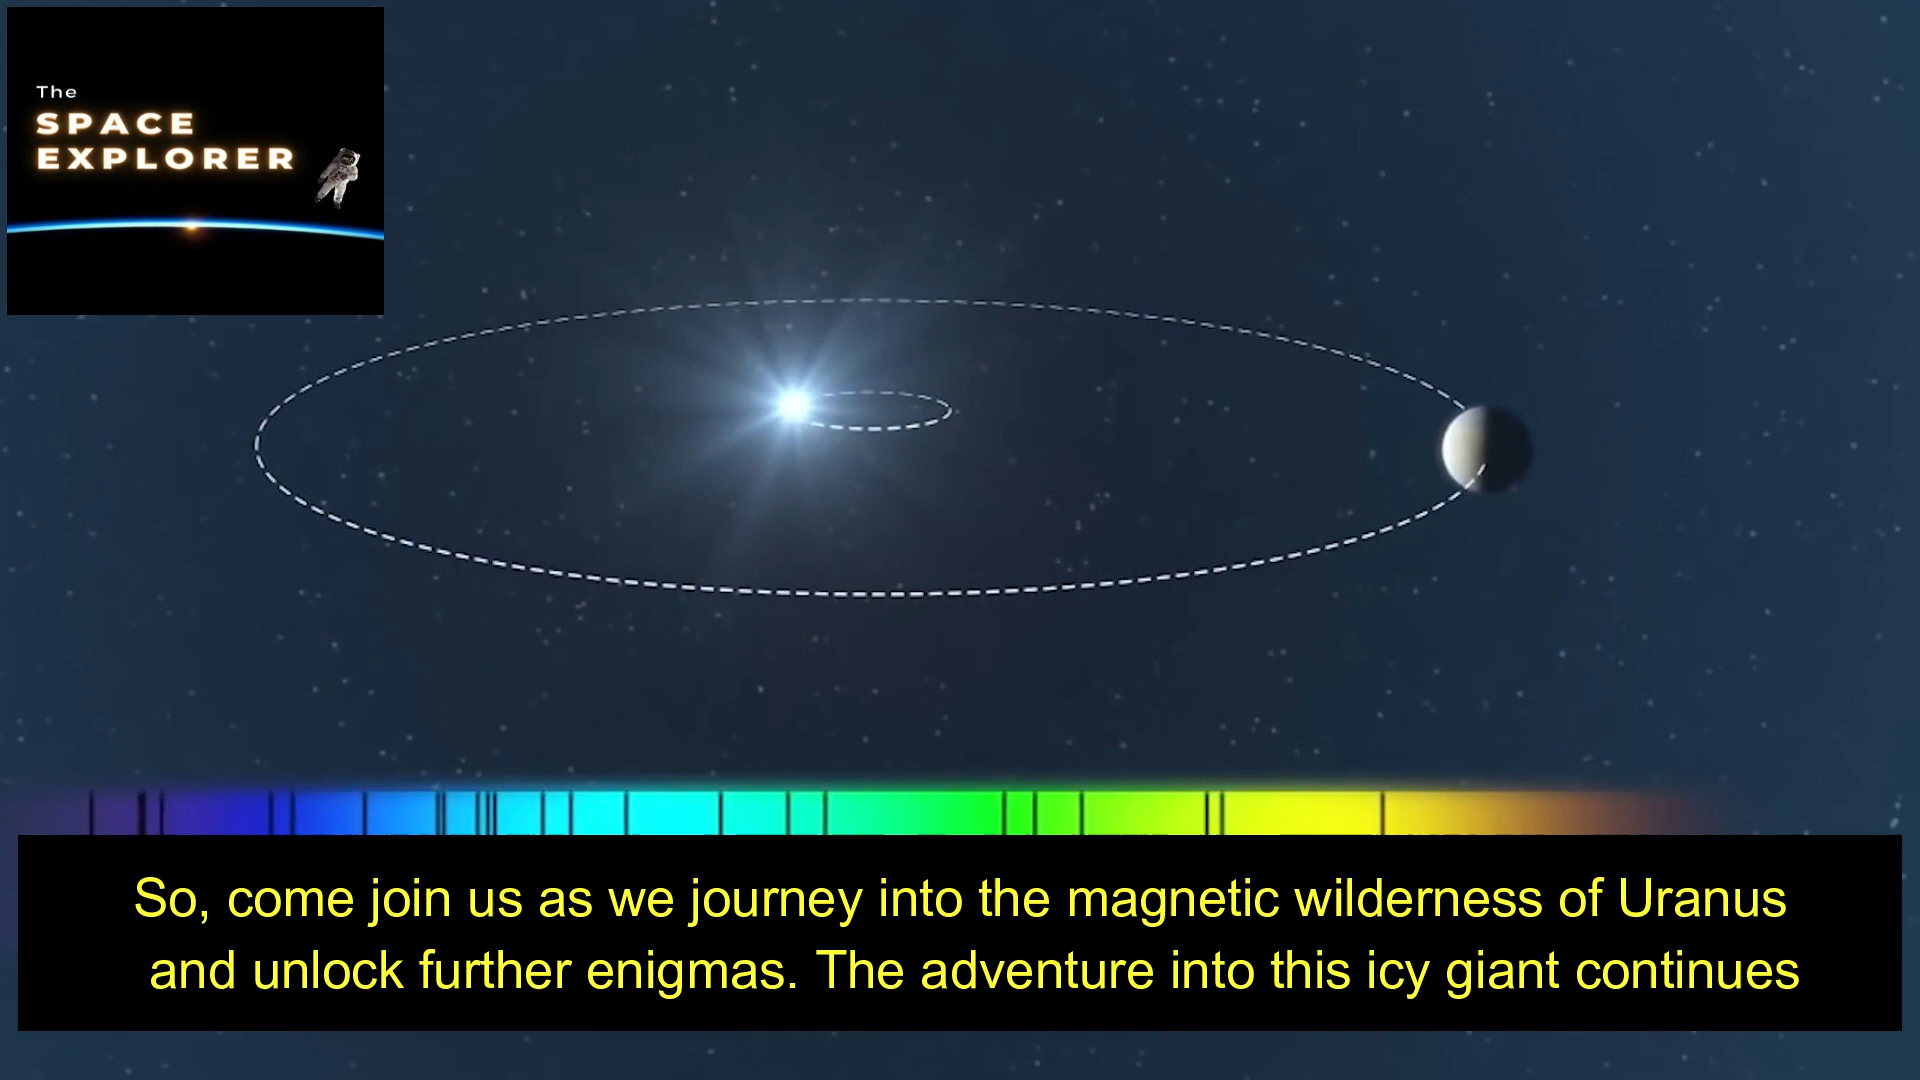 The
SPACE
EXPLORER
So, come join us as we journey into the magnetic wilderness of Uranus
and unlock further enigmas. The adventure into this icy giant continues